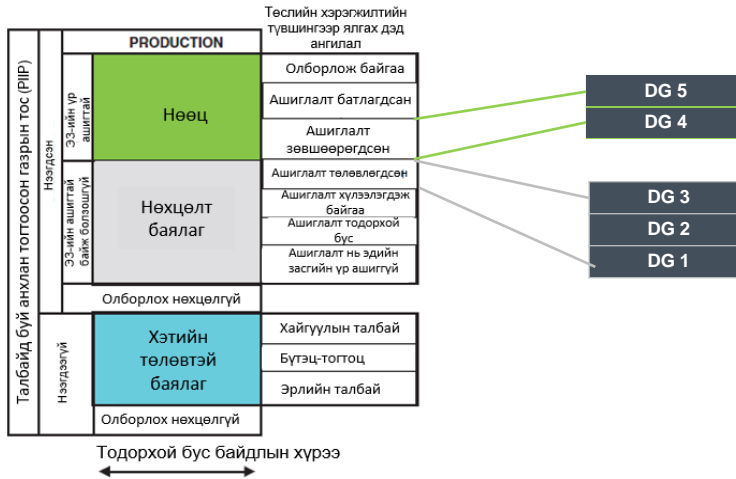 Төслийн хэрэгжилтийн
түвшингээр ялгах дэд
ангилал
PRODUCTION
Талбайд буй анхлан тогтоосон газрын тос (PIIP)
Нээгдсэн
ЭЗ-ийн үр
ашигтай
Нөөц
Олборлож байгаа
Ашиглалт батлагдсан
Ашиглалт
зөвшөөрөгдсөн
ЭЗ-ийн ашигтай
байж болзошгүй
Нөхцөлт
баялаг
Ашиглалт төлөвлөгдсөн
Ашиглалт хүлээлэгдэж
байгаа
Ашиглалт тодорхой
бус
Ашиглалт нь эдийн
засгийн үр ашиггүй
Олборлох нөхцөлгүй
Нээгдээгүй
Хэтийн
төлөвтэй
баялаг
Хайгуулын талбай
Бүтэц-тогтоц
Эрлийн талбай
Олборлох нөхцөлгүй
Тодорхой бус байдлын хүрээ
DG 5
DG 4
DG 3
DG 2
DG 1